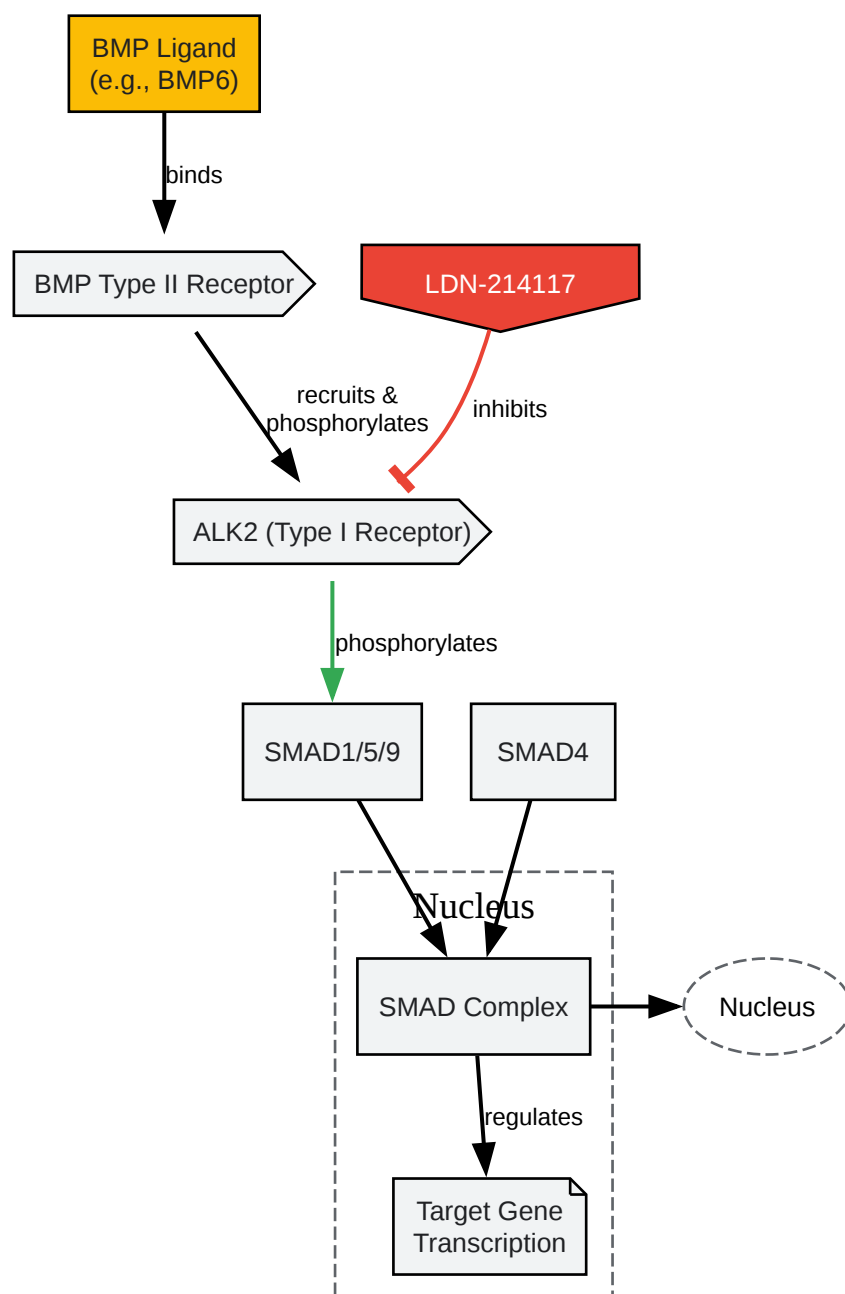 BMP Ligand
(e.g., BMP6)
binds
BMP Type II Receptor
LDN-214117
recruits &
phosphorylates
inhibits
ALK2 (Type I Receptor)
phosphorylates
SMAD1/5/9
SMAD4
Nucleus
SMAD Complex
Nucleus
regulates
Target Gene
Transcription